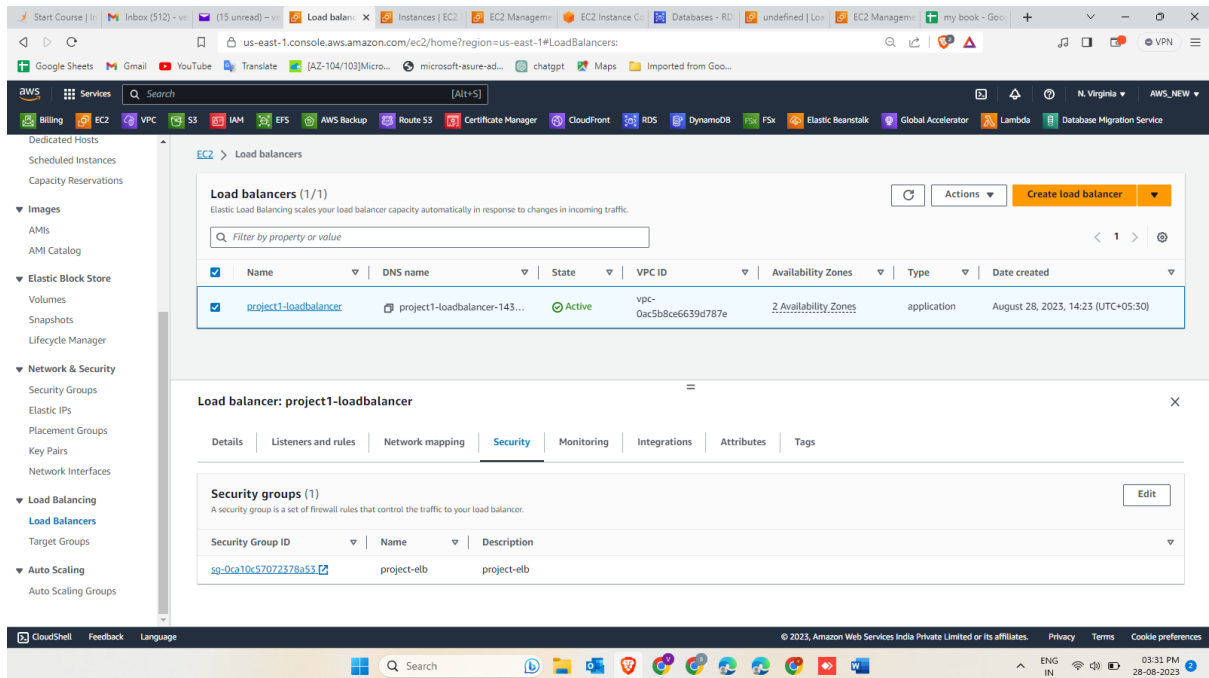 Start Course | In
Inbox (512) - ve
(15 unread) – ve
Load balanc
Instances | EC2
EC2 Manageme
EC2 Instance Co
Databases - RDS
undefined | Loa
EC2 Manageme
my book - Goo
us-east-1.console.aws.amazon.com/ec2/home?region=us-east-1#LoadBalancers:
VPN
Google Sheets Gmail YouTube Translate [AZ-104/103]Micro... microsoft-asure-ad... chatgpt Maps Imported from Goo...
aws Services Search [Alt+S] N. Virginia AWS_NEW
Billing EC2 VPC S3 IAM EFS AWS Backup Route 53 Certificate Manager CloudFront RDS DynamoDB FSx Elastic Beanstalk Global Accelerator Lambda Database Migration Service
Dedicated Hosts
Scheduled Instances
Capacity Reservations
Images
AMIs
AMI Catalog
Elastic Block Store
Volumes
Snapshots
Lifecycle Manager
Network & Security
Security Groups
Elastic IPs
Placement Groups
Key Pairs
Network Interfaces
Load Balancing
Load Balancers
Target Groups
Auto Scaling
Auto Scaling Groups
EC2 > Load balancers
Load balancers (1/1)
Elastic Load Balancing scales your load balancer capacity automatically in response to changes in incoming traffic.
Actions
Create load balancer
Filter by property or value
1
Name DNS name State VPC ID Availability Zones Type Date created
project1-loadbalancer project1-loadbalancer-143... Active vpc-0ac5b8ce6639d787e 2 Availability Zones application August 28, 2023, 14:23 (UTC+05:30)
Load balancer: project1-loadbalancer
Details Listeners and rules Network mapping Security Monitoring Integrations Attributes Tags
Security groups (1)
Edit
A security group is a set of firewall rules that control the traffic to your load balancer.
Security Group ID Name Description
sg-0ca10c57072378a53 project-elb project-elb
CloudShell Feedback Language © 2023, Amazon Web Services India Private Limited or its affiliates. Privacy Terms Cookie preferences
Search
ENG
IN
03:31 PM
28-08-2023
2